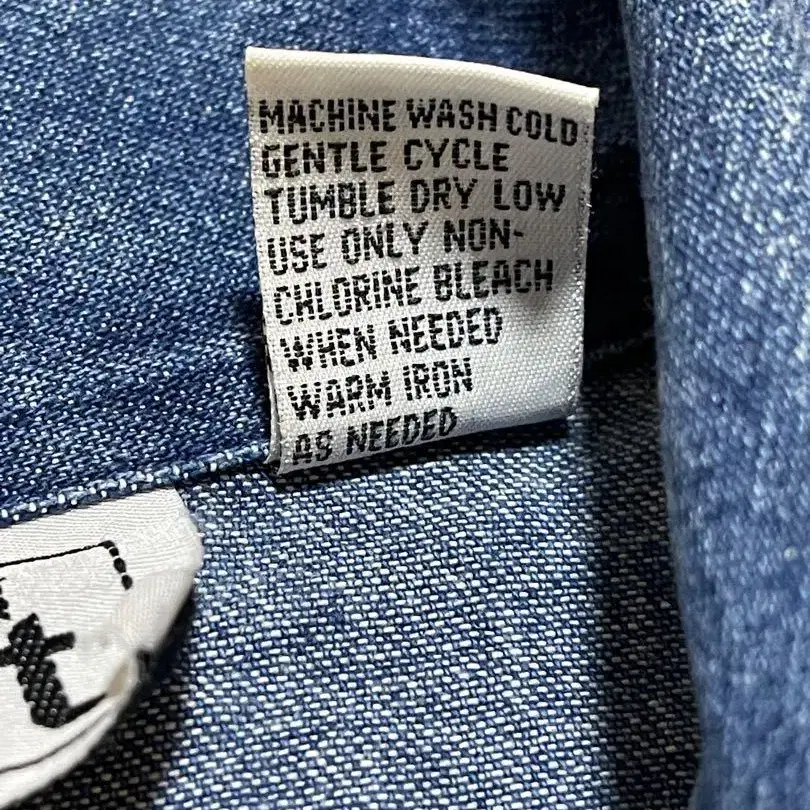 MACHINE WASH COLD
GENTLE CYCLE
TUMBLE DRY LOW
USE ONLY NON-
CHLORINE BLEACH
WHEN NEEDED
WARM IRON
AS NEEDED
t